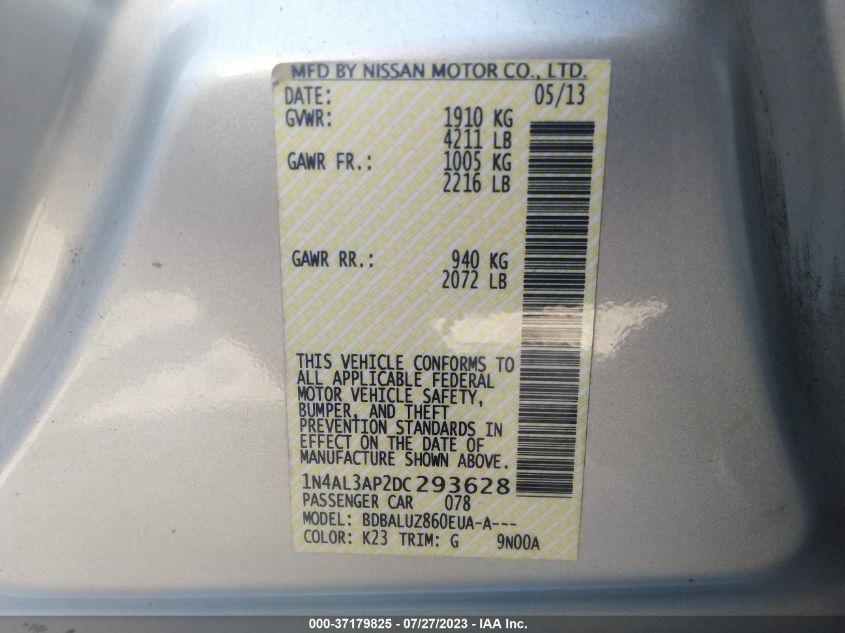 MFD BY NISSAN MOTOR CO., LTD.
DATE: 05/13
GVWR: 1910 KG
4211 LB
GAWR FR.: 1005 KG
2216 LB
GAWR RR.: 940 KG
2072 LB
THIS VEHICLE CONFORMS TO
ALL APPLICABLE FEDERAL
MOTOR VEHICLE SAFETY,
BUMPER, AND THEFT
PREVENTION STANDARDS IN
EFFECT ON THE DATE OF
MANUFACTURE SHOWN ABOVE.
1N4AL3AP2DC293628
PASSENGER CAR 078
MODEL: BDBALUZ860EUA-A---
COLOR: K23 TRIM: G 9N00A
000-37179825 - 07/27/2023 - IAA Inc.